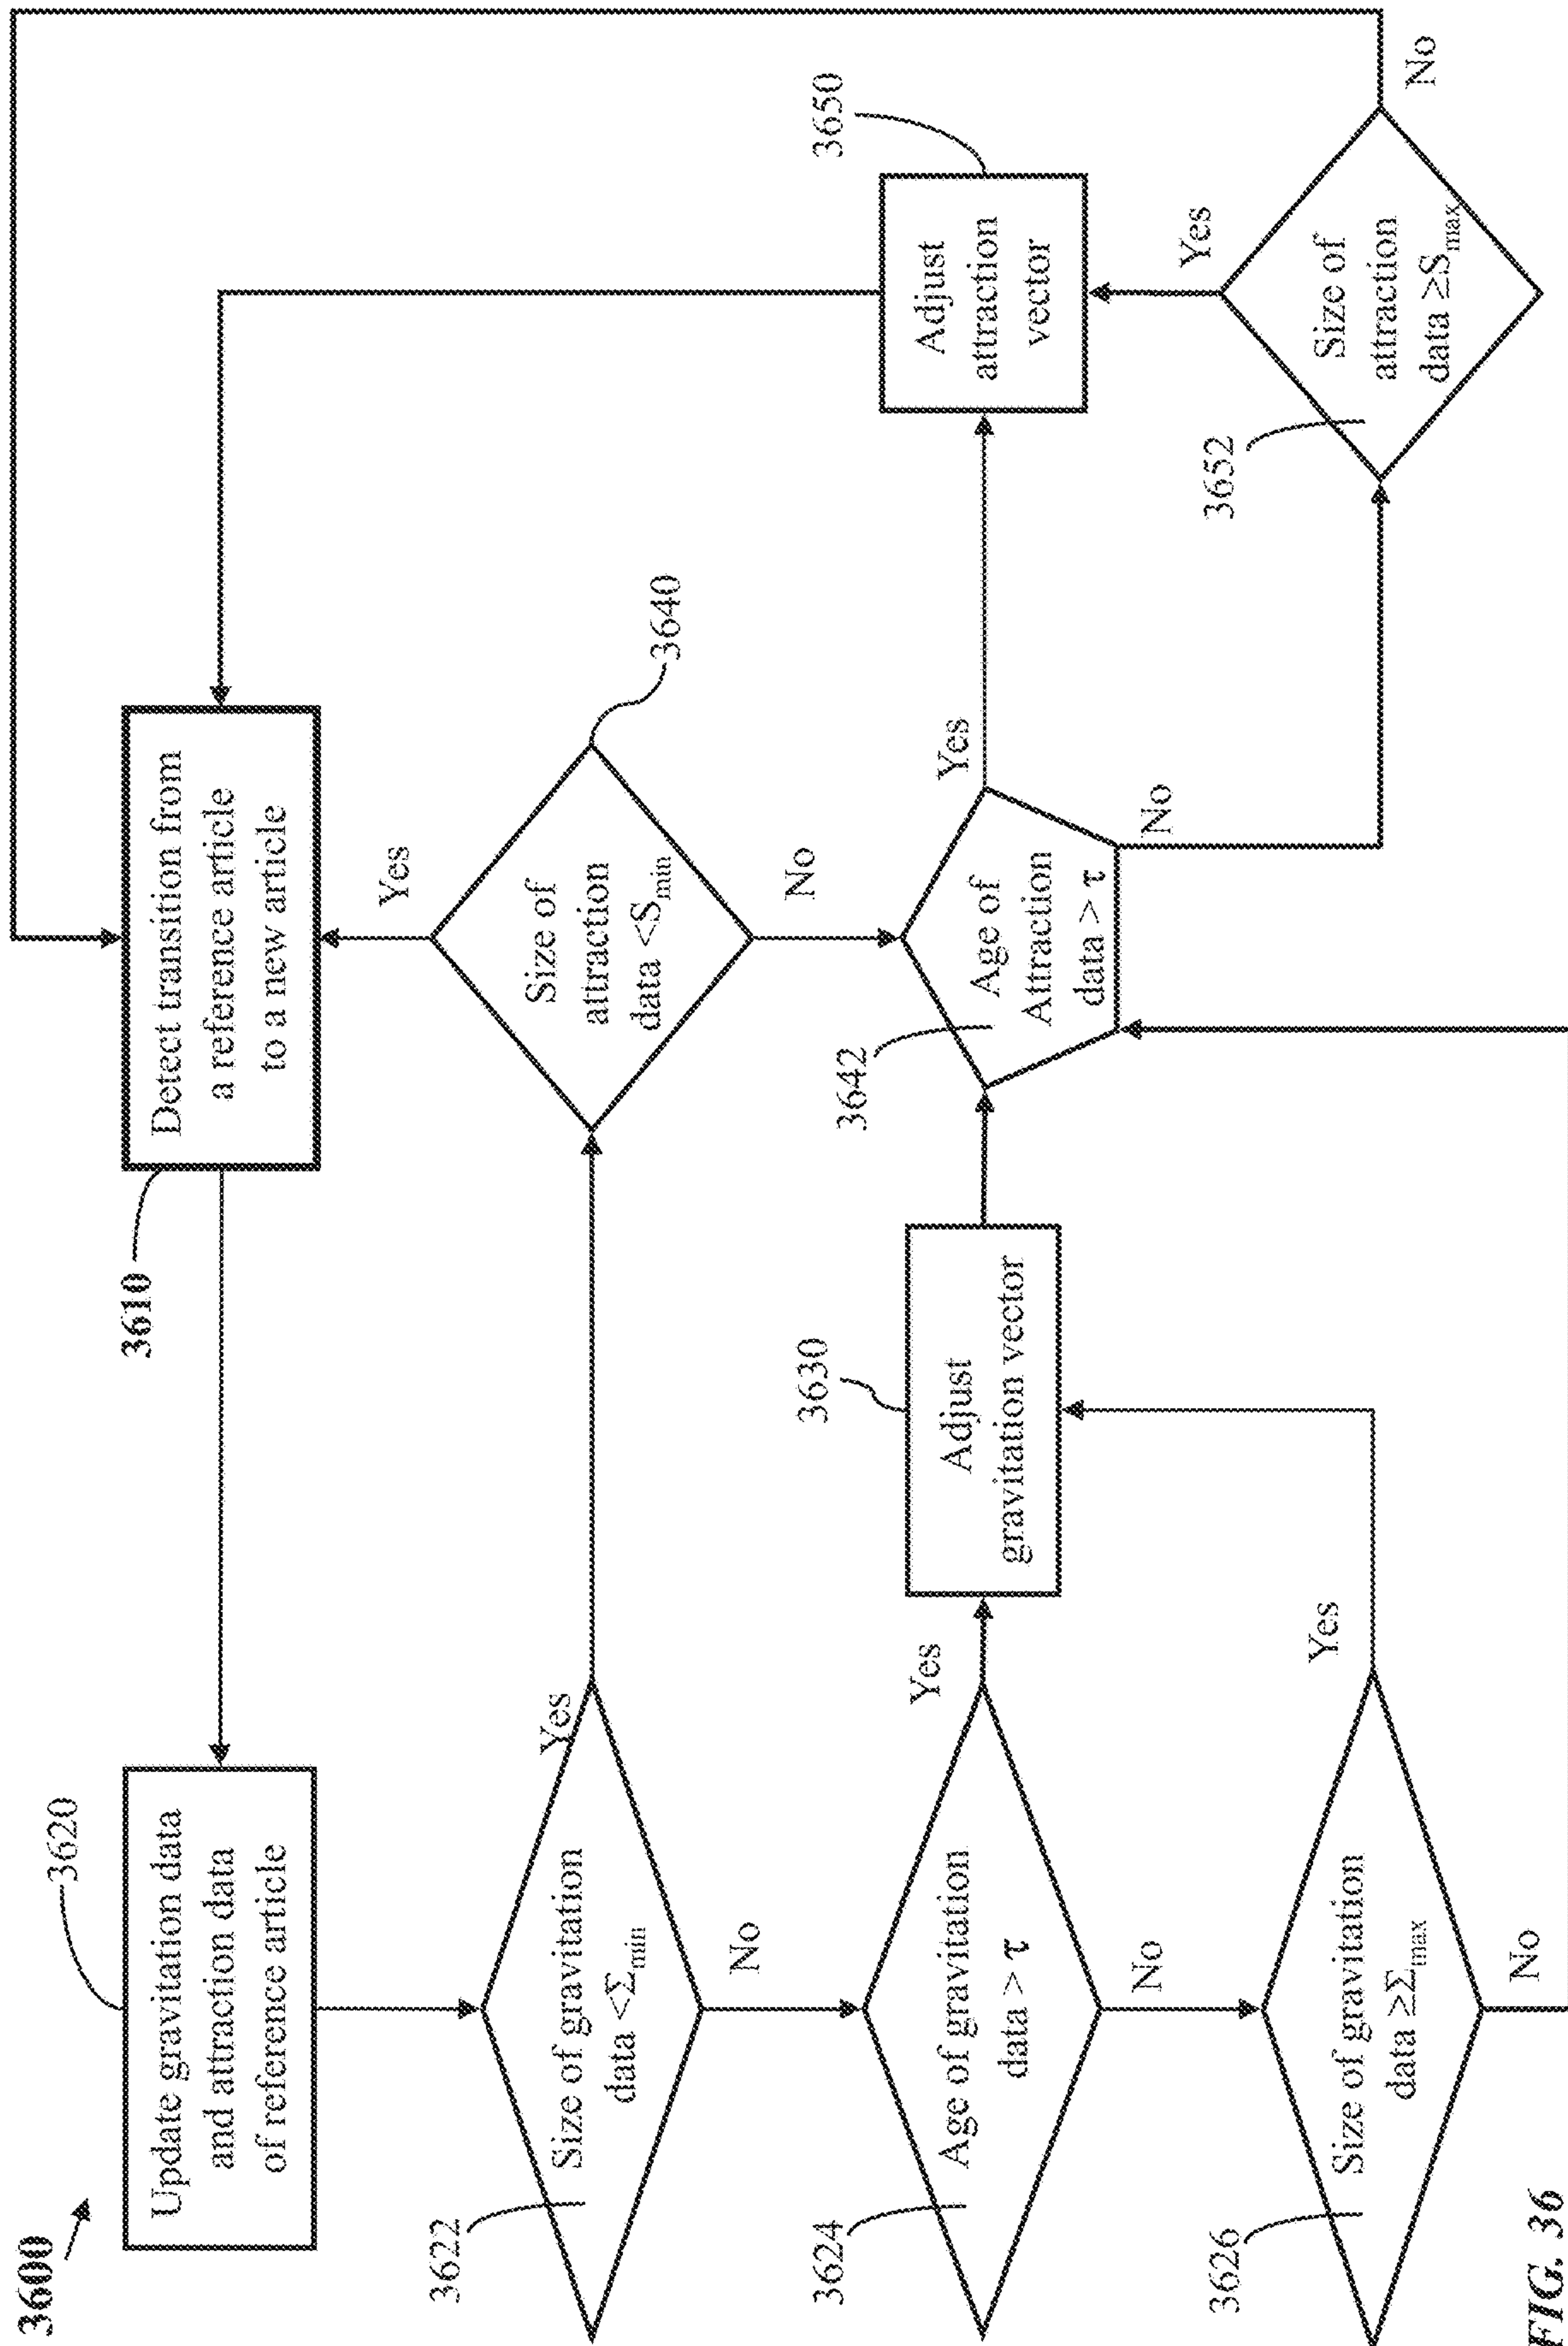 3600
3620
Update gravitation data
and attraction data
of reference article
3610
Detect transition from
a reference article
to a new article
3622
Size of gravitation
data <Σmin
Yes
No
3640
Size of
attraction
data <Smin
Yes
No
3624
Age of gravitation
data > τ
Yes
No
3630
Adjust
gravitation vector
3642
Age of
Attraction
data > τ
Yes
No
3650
Adjust
attraction
vector
3626
Size of gravitation
data ≥Σmax
Yes
No
3652
Size of
attraction
data ≥Smax
Yes
No
FIG. 36